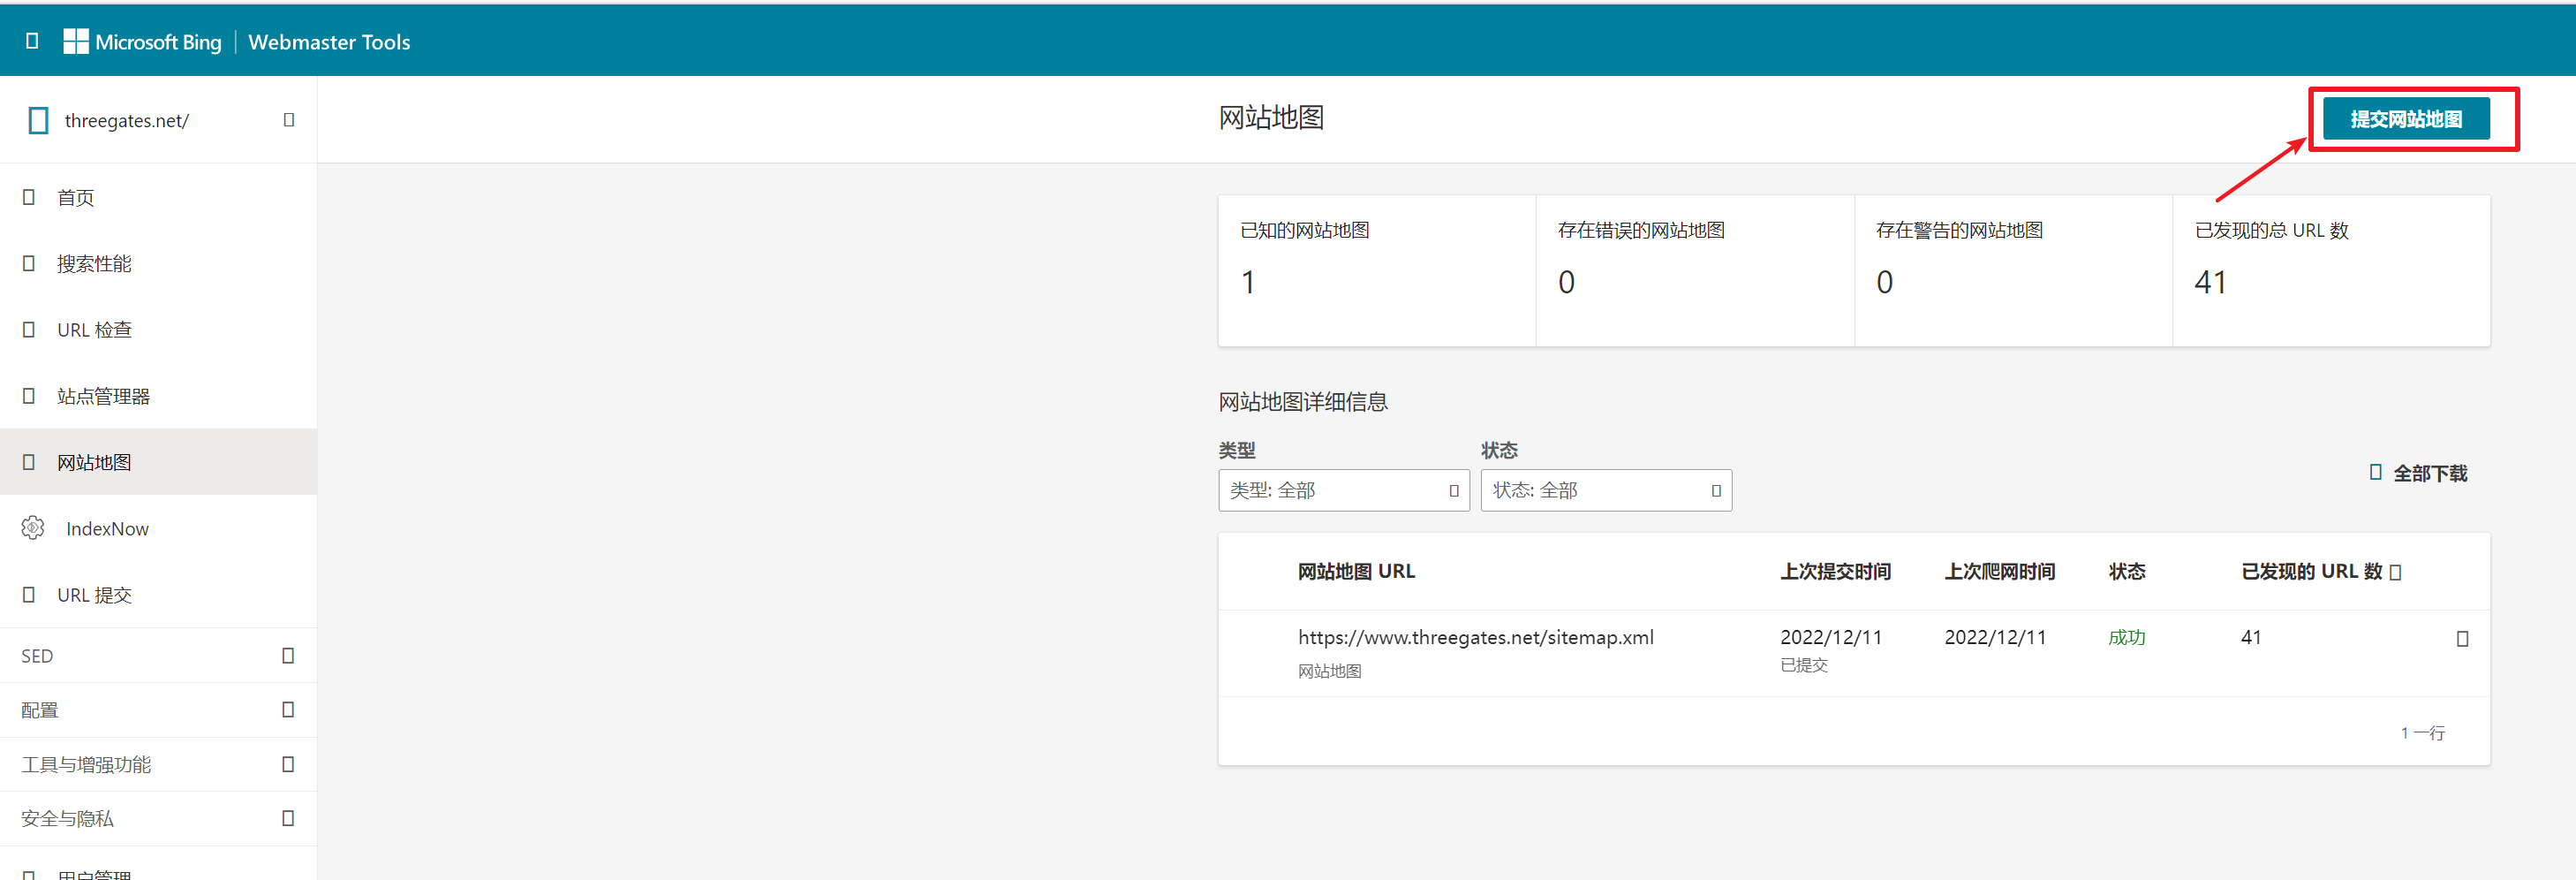 Microsoft Bing | Webmaster Tools
threegates.net/
首页
搜索性能
URL 检查
站点管理器
网站地图
IndexNow
URL 提交
SED
配置
工具与增强功能
安全与隐私
用户管理
网站地图
提交网站地图
已知的网站地图
1
存在错误的网站地图
0
存在警告的网站地图
0
已发现的总 URL 数
41
网站地图详细信息
类型
类型: 全部
状态
状态: 全部
全部下载
网站地图 URL 上次提交时间 上次爬网时间 状态 已发现的 URL 数
https://www.threegates.net/sitemap.xml 2022/12/11 2022/12/11 成功 41
网站地图 已提交
1 一行